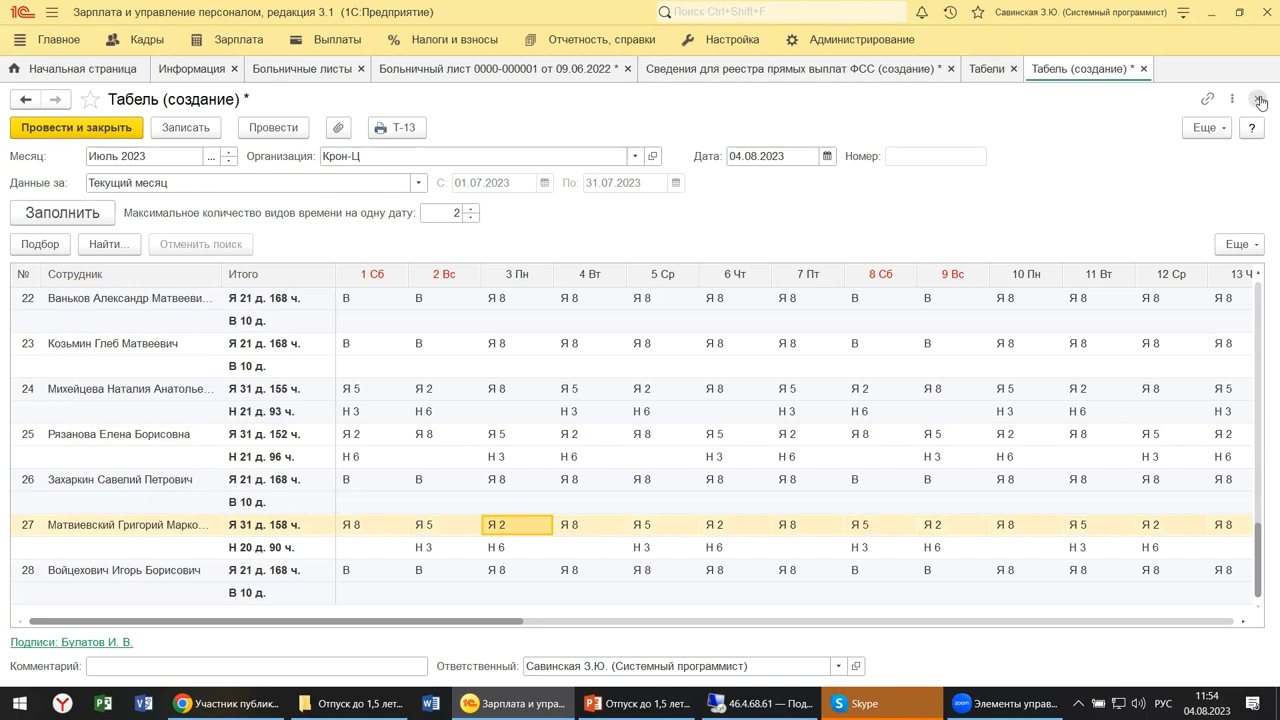 Зарплата и управление персоналом, редакция 3.1 (1С:Предприятие) Поиск Ctrl+Shift+F Савинская З.Ю. (Системный программист)
Главное Кадры Зарплата Выплаты % Налоги и взносы Отчетность, справки Настройка Администрирование
Начальная страница Информация × Больничные листы × Больничный лист 0000-000001 от 09.06.2022 * × Сведения для реестра прямых выплат ФСС (создание) * × Табели × Табель (создание) * ×
Табель (создание) *
Провести и закрыть Записать Провести Т-13 Еще ?
Месяц: Июль 2023 ... Организация: Крон-Ц Дата: 04.08.2023 Номер:
Данные за: Текущий месяц С: 01.07.2023 По: 31.07.2023
Заполнить Максимальное количество видов времени на одну дату: 2
Подбор Найти... Отменить поиск Еще
№ Сотрудник Итого 1 Сб 2 Вс 3 Пн 4 Вт 5 Ср 6 Чт 7 Пт 8 Сб 9 Вс 10 Пн 11 Вт 12 Ср 13 Ч
22 Ваньков Александр Матвееви... Я 21 д. 168 ч. В В Я 8 Я 8 Я 8 Я 8 Я 8 В В Я 8 Я 8 Я 8 Я 8
В 10 д.
23 Козьмин Глеб Матвеевич Я 21 д. 168 ч. В В Я 8 Я 8 Я 8 Я 8 Я 8 В В Я 8 Я 8 Я 8 Я 8
В 10 д.
24 Михейцева Наталия Анатолье... Я 31 д. 155 ч. Я 5 Я 2 Я 8 Я 5 Я 2 Я 8 Я 5 Я 2 Я 8 Я 5 Я 2 Я 8 Я 5
Н 21 д. 93 ч. Н 3 Н 6 Н 3 Н 6 Н 3 Н 6 Н 3 Н 6 Н 3
25 Рязанова Елена Борисовна Я 31 д. 152 ч. Я 2 Я 8 Я 5 Я 2 Я 8 Я 5 Я 2 Я 8 Я 5 Я 2 Я 8 Я 5 Я 2
Н 21 д. 96 ч. Н 6 Н 3 Н 6 Н 3 Н 6 Н 3 Н 6 Н 3 Н 6
26 Захаркин Савелий Петрович Я 21 д. 168 ч. В В Я 8 Я 8 Я 8 Я 8 Я 8 В В Я 8 Я 8 Я 8 Я 8
В 10 д.
27 Матвиевский Григорий Марко... Я 31 д. 158 ч. Я 8 Я 5 Я 2 Я 8 Я 5 Я 2 Я 8 Я 5 Я 2 Я 8 Я 5 Я 2 Я 8
Н 20 д. 90 ч. Н 3 Н 6 Н 3 Н 6 Н 3 Н 6 Н 3 Н 6
28 Войцехович Игорь Борисович Я 21 д. 168 ч. В В Я 8 Я 8 Я 8 Я 8 Я 8 В В Я 8 Я 8 Я 8 Я 8
В 10 д.
Подписи: Булатов И. В.
Комментарий: Ответственный: Савинская З.Ю. (Системный программист)
Участник публик... Отпуск до 1,5 лет... Зарплата и упра... Отпуск до 1,5 лет... 46.4.68.61 — Под... Skype Элементы управ... РУС 11:54
04.08.2023